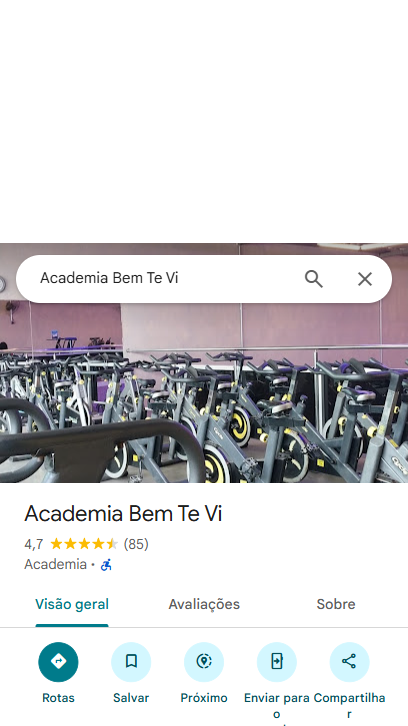 Academia Bem Te Vi
Academia Bem Te Vi
4,7 (85)
Academia ·
Visão geral Avaliações Sobre
Rotas Salvar Próximo Enviar para o Compartilhar